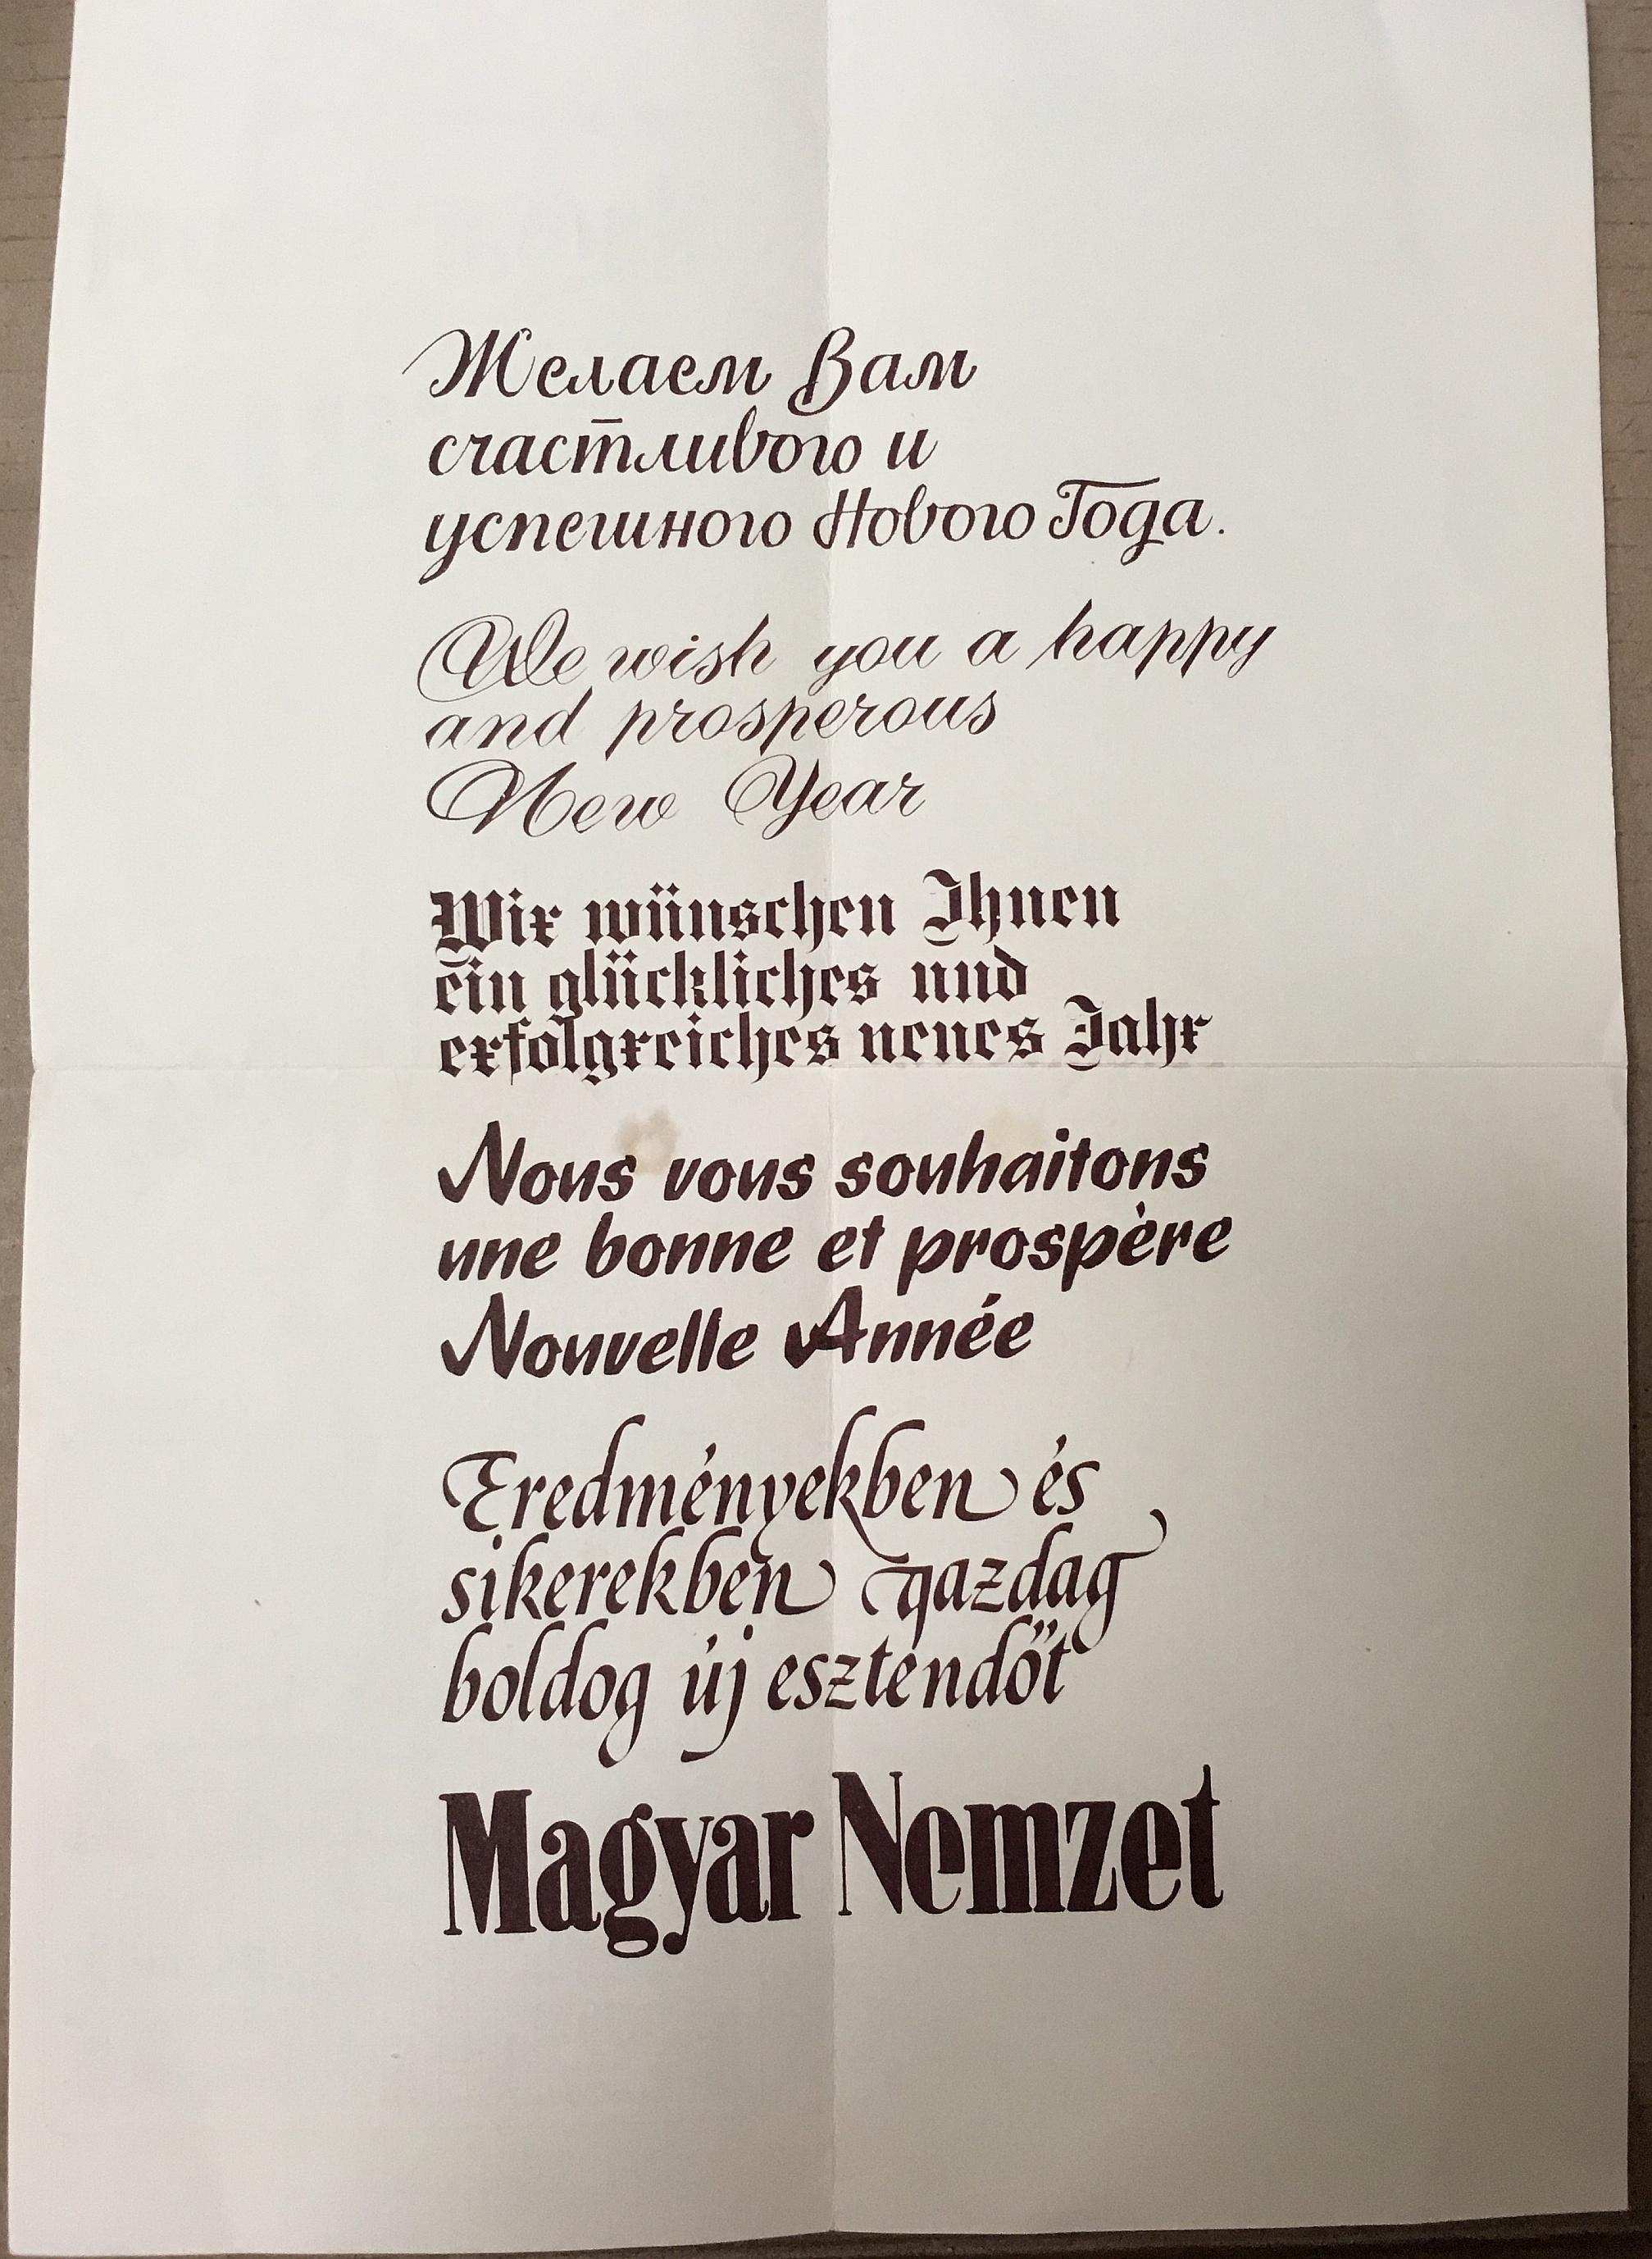 Желаем Вам
счастливого и
успешного Нового Года.
We wish you a happy
and prosperous
New Year
Wir wünschen Ihnen
ein glückliches und
erfolgreiches neues Jahr
Nous vous souhaitons
une bonne et prospère
Nouvelle Année
Eredményekben és
sikerekben gazdag
boldog új esztendőt
Magyar Nemzet